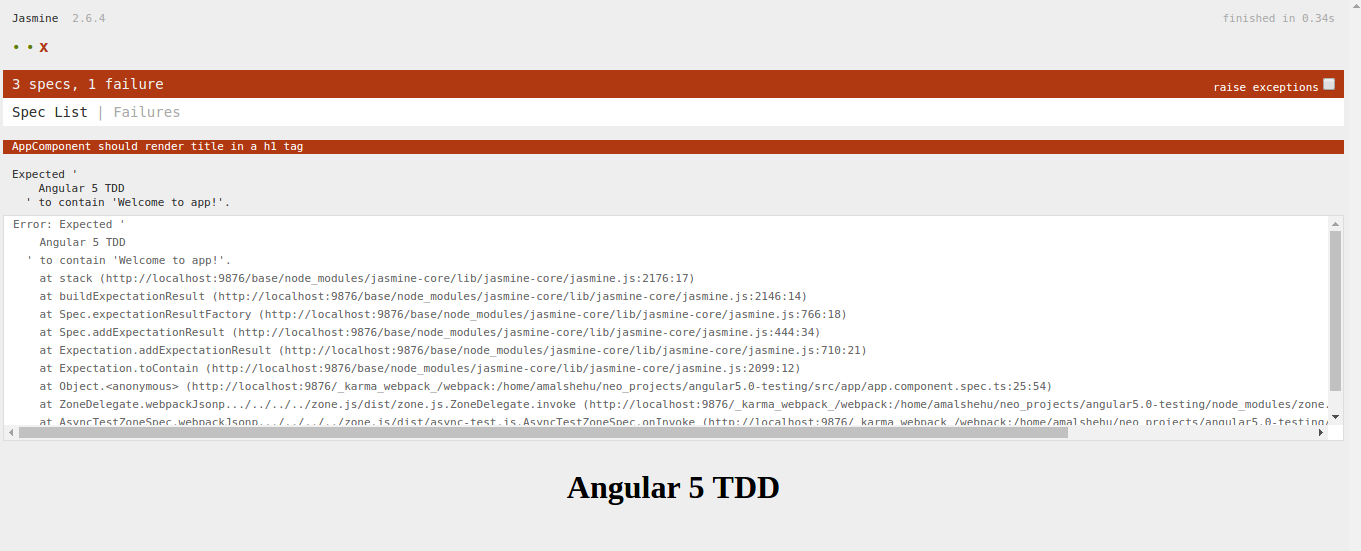 Jasmine 2.6.4 finished in 0.34s
• • x
3 specs, 1 failure raise exceptions
Spec List | Failures
AppComponent should render title in a h1 tag
Expected '
Angular 5 TDD
' to contain 'Welcome to app!'.
Error: Expected '
Angular 5 TDD
' to contain 'Welcome to app!'.
at stack (http://localhost:9876/base/node_modules/jasmine-core/lib/jasmine-core/jasmine.js:2176:17)
at buildExpectationResult (http://localhost:9876/base/node_modules/jasmine-core/lib/jasmine-core/jasmine.js:2146:14)
at Spec.expectationResultFactory (http://localhost:9876/base/node_modules/jasmine-core/lib/jasmine-core/jasmine.js:766:18)
at Spec.addExpectationResult (http://localhost:9876/base/node_modules/jasmine-core/lib/jasmine-core/jasmine.js:444:34)
at Expectation.addExpectationResult (http://localhost:9876/base/node_modules/jasmine-core/lib/jasmine-core/jasmine.js:710:21)
at Expectation.toContain (http://localhost:9876/base/node_modules/jasmine-core/lib/jasmine-core/jasmine.js:2099:12)
at Object.<anonymous> (http://localhost:9876/_karma_webpack_/webpack:/home/amalshehu/neo_projects/angular5.0-testing/src/app/app.component.spec.ts:25:54)
at ZoneDelegate.webpackJsonp.../../../../zone.js/dist/zone.js.ZoneDelegate.invoke (http://localhost:9876/_karma_webpack_/webpack:/home/amalshehu/neo_projects/angular5.0-testing/node_modules/zone.
at AsyncTestZoneSpec.webpackJsonp.../../../../zone.js/dist/async-test.js.AsyncTestZoneSpec.onInvoke (http://localhost:9876/_karma_webpack_/webpack:/home/amalshehu/neo_projects/angular5.0-testing/
Angular 5 TDD